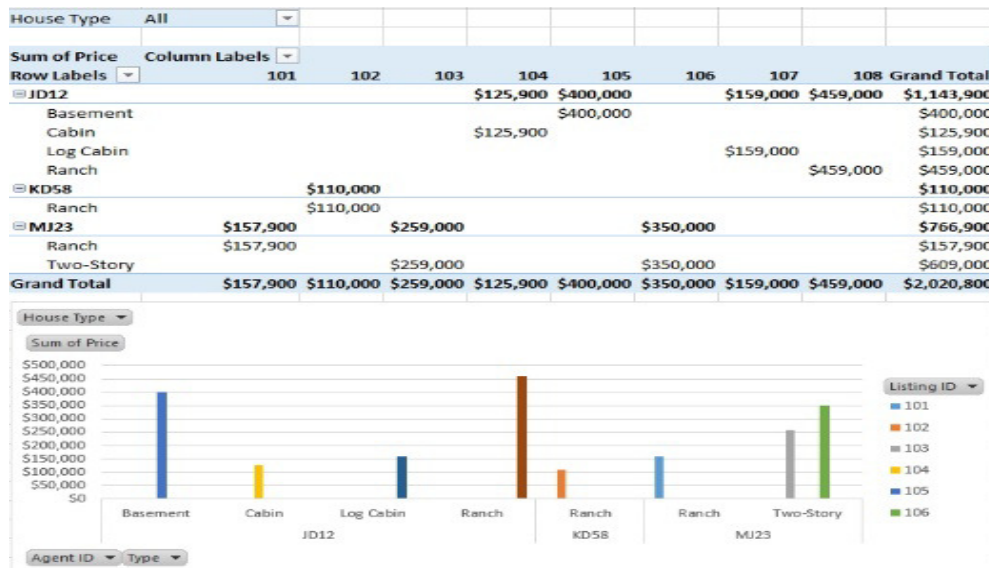 House Type All
Sum of Price Column Labels
Row Labels 101 102 103 104 105 106 107 108 Grand Total
JD12 $125,900 $400,000 $159,000 $459,000 $1,143,900
Basement $400,000 $400,000
Cabin $125,900 $125,900
Log Cabin $159,000 $159,000
Ranch $459,000 $459,000
KD58 $110,000 $110,000
Ranch $110,000 $110,000
MJ23 $157,900 $259,000 $350,000 $766,900
Ranch $157,900 $157,900
Two-Story $259,000 $350,000 $609,000
Grand Total $157,900 $110,000 $259,000 $125,900 $400,000 $350,000 $159,000 $459,000 $2,020,800
House Type
Sum of Price
$500,000
$450,000
$400,000
$350,000
$300,000
$250,000
$200,000
$150,000
$100,000
$50,000
$0
Listing ID
101
102
103
104
105
106
Basement Cabin Log Cabin Ranch Ranch Ranch Two-Story
JD12 KD58 MJ23
Agent ID Type